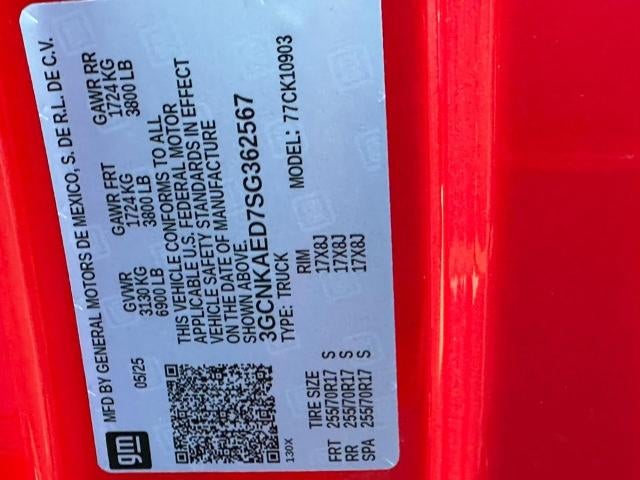 gm
MFD BY GENERAL MOTORS DE MEXICO, S. DE R.L. DE C.V.
05/25
GVWR GAWR FRT GAWR RR
3130 KG 1724 KG 1724 KG
6900 LB 3800 LB 3800 LB
THIS VEHICLE CONFORMS TO ALL
APPLICABLE U.S. FEDERAL MOTOR
VEHICLE SAFETY STANDARDS IN EFFECT
ON THE DATE OF MANUFACTURE
SHOWN ABOVE.
3GCNKAED7SG362567
TYPE: TRUCK MODEL: 77CK10903
130X
TIRE SIZE RIM
FRT 255/70R17 S 17X8J
RR 255/70R17 S 17X8J
SPA 255/70R17 S 17X8J